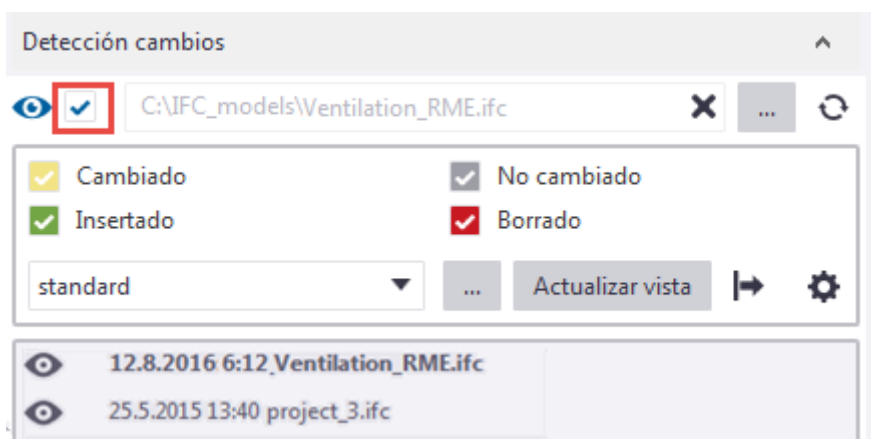 Detección cambios
C:\IFC_models\Ventilation_RME.ifc ...
Cambiado No cambiado
Insertado Borrado
standard ... Actualizar vista
12.8.2016 6:12 Ventilation_RME.ifc
25.5.2015 13:40 project_3.ifc